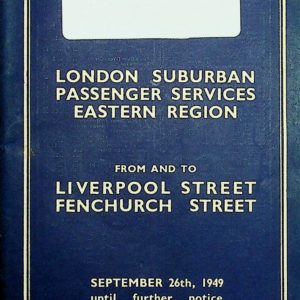 LONDON SUBURBAN
PASSENGER SERVICES
EASTERN REGION
FROM AND TO
LIVERPOOL STREET
FENCHURCH STREET
SEPTEMBER 26th, 1949
until further notice